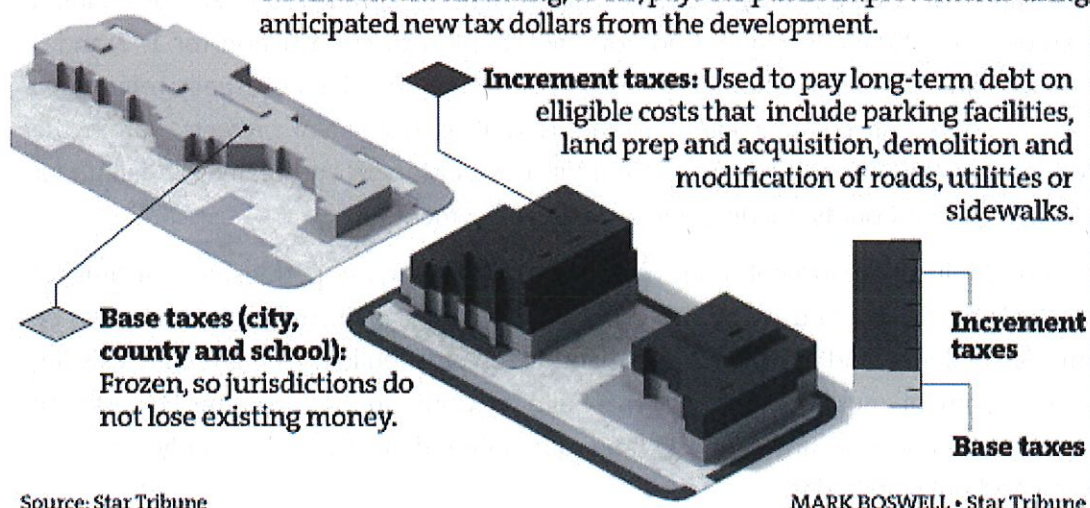 anticipated new tax dollars from the development.
Increment taxes: Used to pay long-term debt on
elligible costs that include parking facilities,
land prep and acquisition, demolition and
modification of roads, utilities or
sidewalks.
Base taxes (city,
county and school):
Frozen, so jurisdictions do
not lose existing money.
Increment
taxes
Base taxes
Source: Star Tribune
MARK BOSWELL • Star Tribune